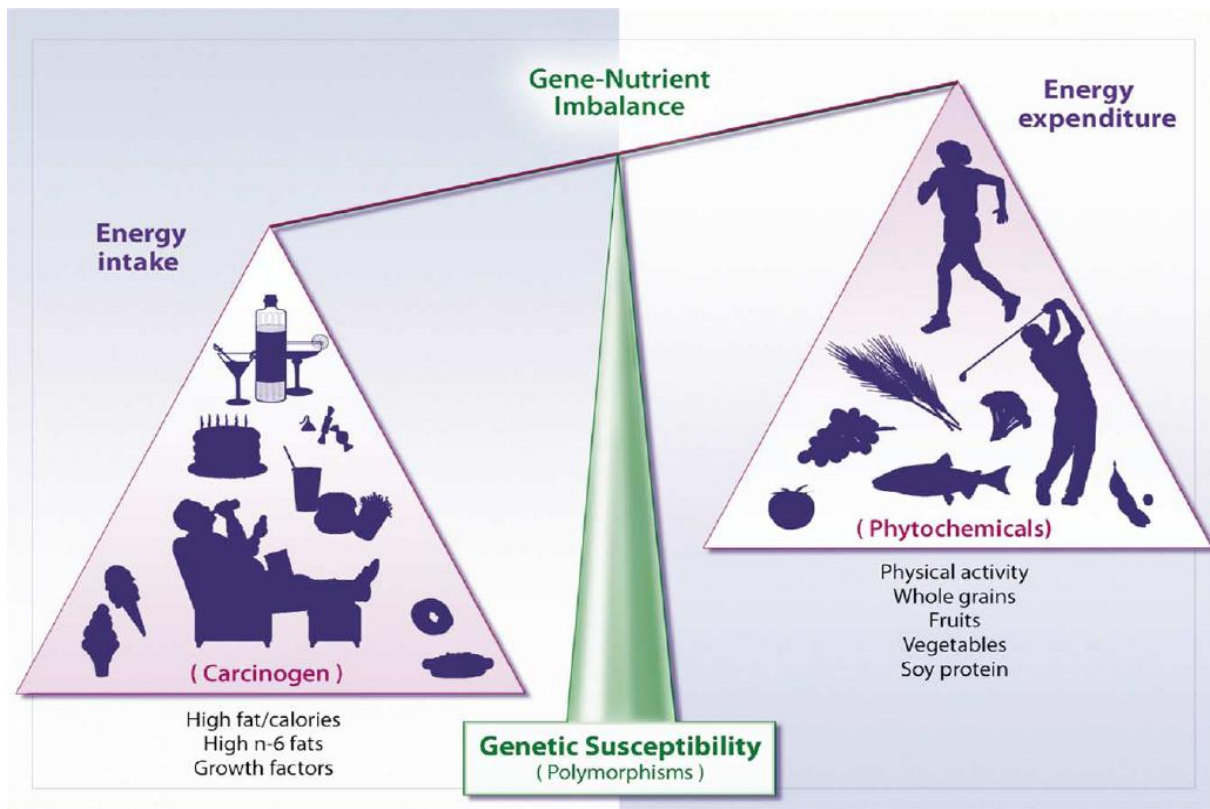 Gene-Nutrient
Imbalance
Energy
expenditure
Energy
intake
( Phytochemicals)
Physical activity
Whole grains
Fruits
Vegetables
Soy protein
( Carcinogen )
High fat/calories
High n-6 fats
Growth factors
Genetic Susceptibility
( Polymorphisms )